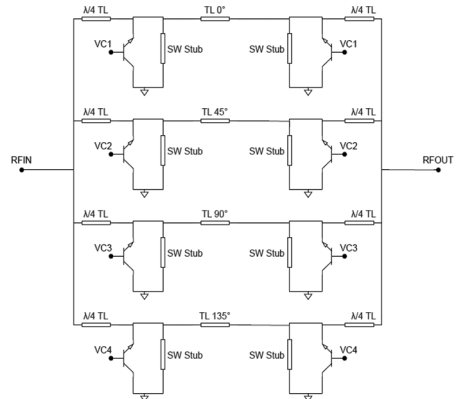 λ/4 TL TL 0° λ/4 TL
VC1 SW Stub SW Stub VC1
λ/4 TL TL 45° λ/4 TL
VC2 SW Stub SW Stub VC2
RFIN RFOUT
λ/4 TL TL 90° λ/4 TL
VC3 SW Stub SW Stub VC3
λ/4 TL TL 135° λ/4 TL
VC4 SW Stub SW Stub VC4